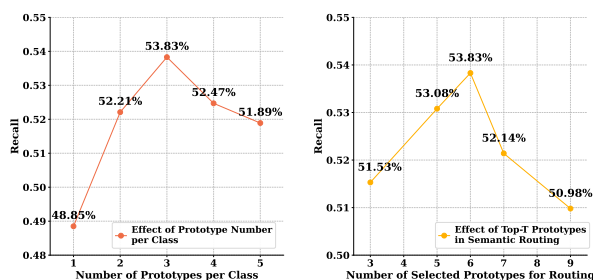 0.55
0.54
0.53
0.52
0.51
0.50
0.49
0.48
Recall
48.85%
52.21%
53.83%
52.47%
51.89%
Effect of Prototype Number
per Class
1 2 3 4 5
Number of Prototypes per Class
0.55
0.54
0.53
0.52
0.51
0.50
Recall
51.53%
53.08%
53.83%
52.14%
50.98%
Effect of Top-T Prototypes
in Semantic Routing
3 4 5 6 7 8 9
Number of Selected Prototypes for Routing